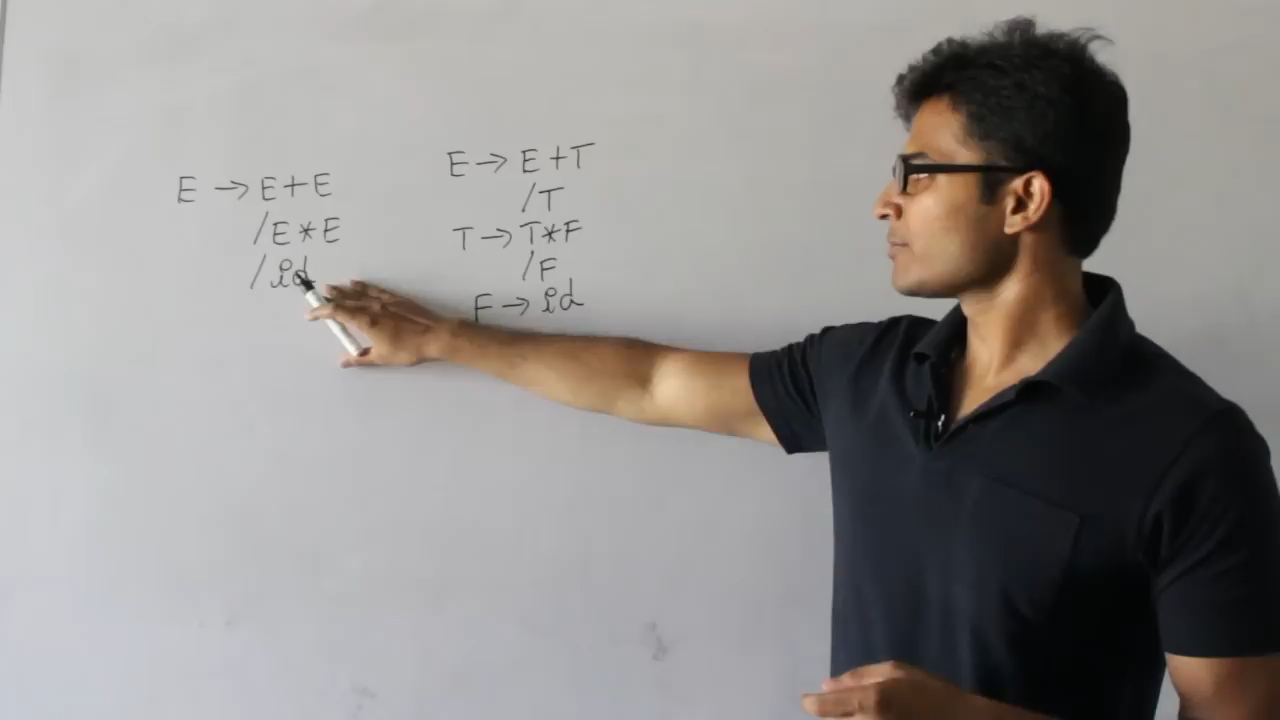 E → E+E
/E*E
/id
E → E+T
/T
T → T*F
/F
F → id